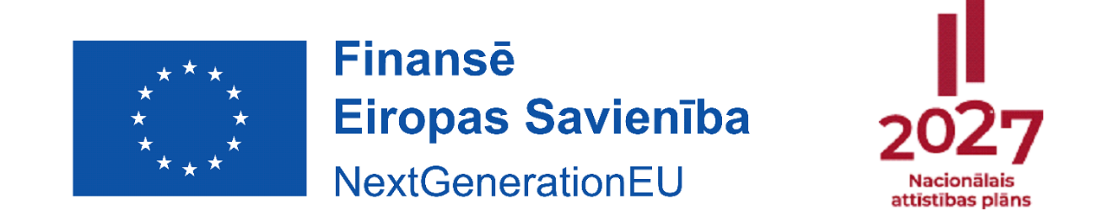 Finansē
Eiropas Savienība
NextGenerationEU
2027
Nacionālais
attīstības plāns